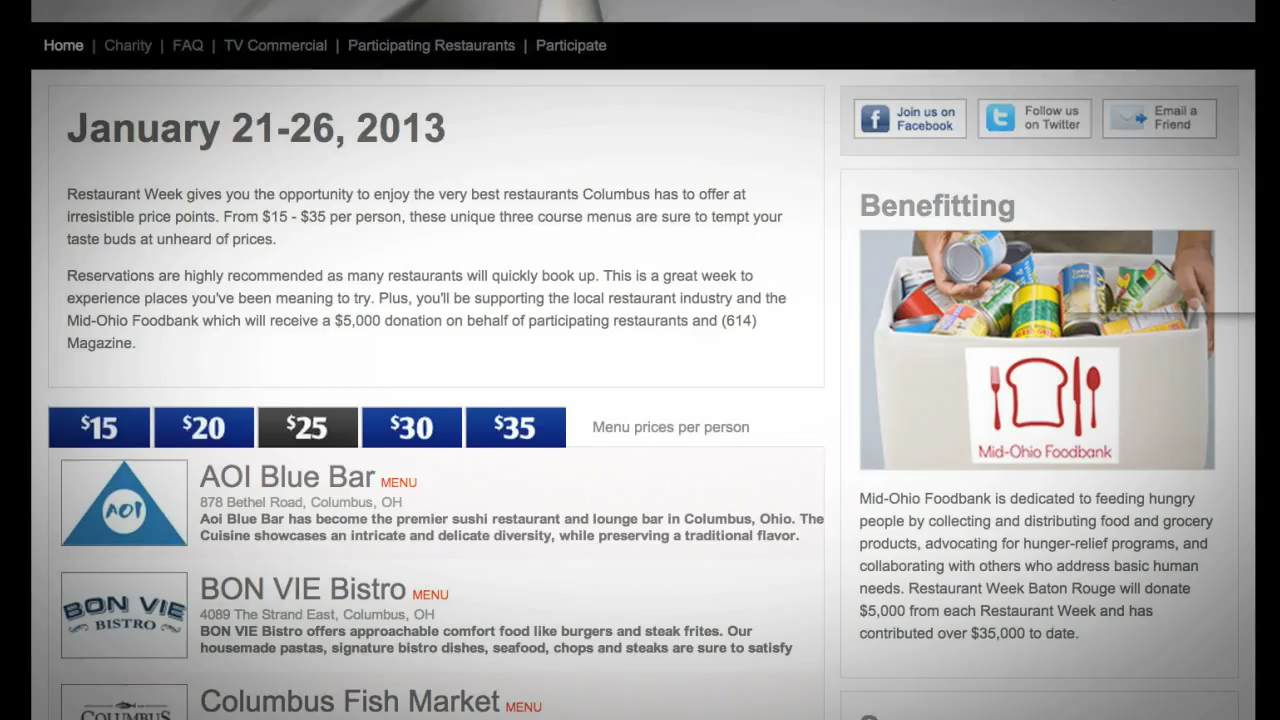 Home | Charity | FAQ | TV Commercial | Participating Restaurants | Participate
January 21-26, 2013
Restaurant Week gives you the opportunity to enjoy the very best restaurants Columbus has to offer at
irresistible price points. From $15 - $35 per person, these unique three course menus are sure to tempt your
taste buds at unheard of prices.
Reservations are highly recommended as many restaurants will quickly book up. This is a great week to
experience places you've been meaning to try. Plus, you'll be supporting the local restaurant industry and the
Mid-Ohio Foodbank which will receive a $5,000 donation on behalf of participating restaurants and (614)
Magazine.
$15 $20 $25 $30 $35 Menu prices per person
AOI
AOI Blue Bar MENU
878 Bethel Road, Columbus, OH
Aoi Blue Bar has become the premier sushi restaurant and lounge bar in Columbus, Ohio. The
Cuisine showcases an intricate and delicate diversity, while preserving a traditional flavor.
BON VIE
BISTRO
BON VIE Bistro MENU
4089 The Strand East, Columbus, OH
BON VIE Bistro offers approachable comfort food like burgers and steak frites. Our
housemade pastas, signature bistro dishes, seafood, chops and steaks are sure to satisfy
COLUMBUS
Columbus Fish Market MENU
Join us on
Facebook
Follow us
on Twitter
Email a
Friend
Benefitting
Mid-Ohio Foodbank
Mid-Ohio Foodbank is dedicated to feeding hungry
people by collecting and distributing food and grocery
products, advocating for hunger-relief programs, and
collaborating with others who address basic human
needs. Restaurant Week Baton Rouge will donate
$5,000 from each Restaurant Week and has
contributed over $35,000 to date.